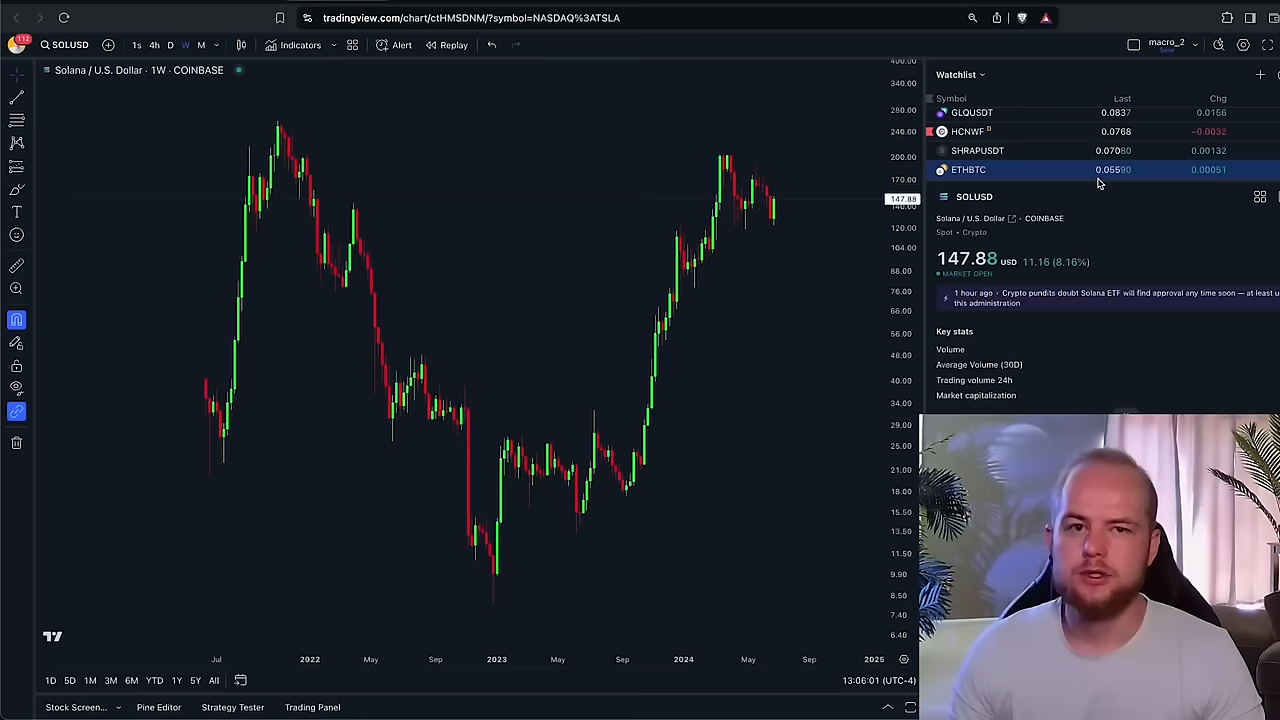 tradingview.com/chart/ctHMSDNM/?symbol=NASDAQ%3ATSLA
112
SOLUSD
1s 4h D W M
Indicators
Alert
Replay
macro_2
Save
Solana / U.S. Dollar · 1W · COINBASE
400.00
340.00
280.00
240.00
200.00
170.00
147.88
140.00
120.00
104.00
88.00
76.00
66.00
56.00
48.00
40.00
34.00
29.00
25.00
21.00
18.00
15.50
13.50
11.50
9.90
8.50
7.40
6.40
Jul 2022 May Sep 2023 May Sep 2024 May Sep 2025
1D 5D 1M 3M 6M YTD 1Y 5Y All
13:06:01 (UTC-4)
Stock Screen... Pine Editor Strategy Tester Trading Panel
Watchlist
Symbol Last Chg
GLQUSDT 0.0837 0.0156
HCNWF D 0.0768 −0.0032
SHRAPUSDT 0.07080 0.00132
ETHBTC 0.05590 0.00051
SOLUSD
Solana / U.S. Dollar · COINBASE
Spot • Crypto
147.88 USD 11.16 (8.16%)
MARKET OPEN
1 hour ago • Crypto pundits doubt Solana ETF will find approval any time soon — at least u
this administration
Key stats
Volume
Average Volume (30D)
Trading volume 24h
Market capitalization